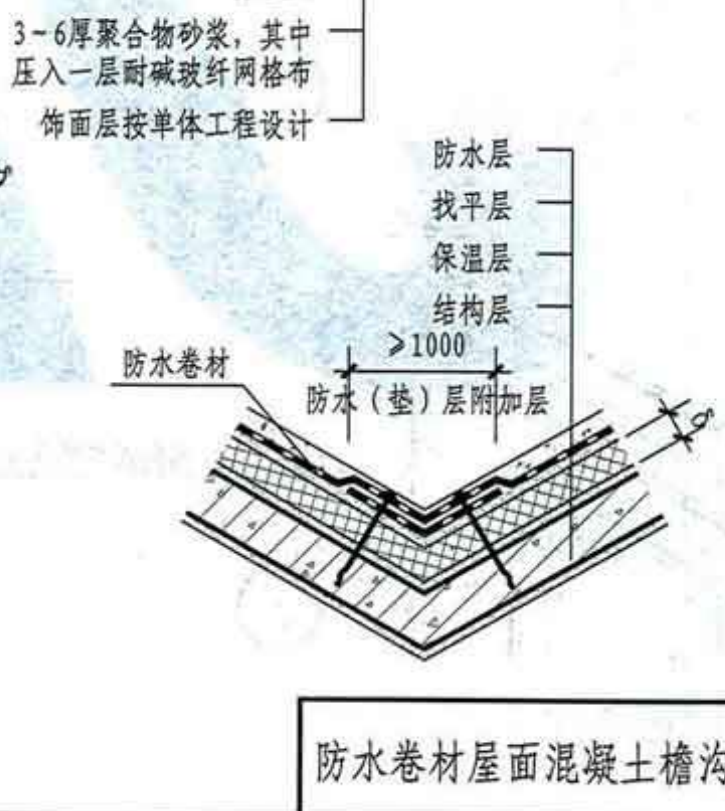 3~6厚聚合物砂浆，其中
压入一层耐碱玻纤网格布
饰面层按单体工程设计
防水层
找平层
保温层
结构层
≥1000
防水卷材
防水（垫）层附加层
δ
防水卷材屋面混凝土檐沟